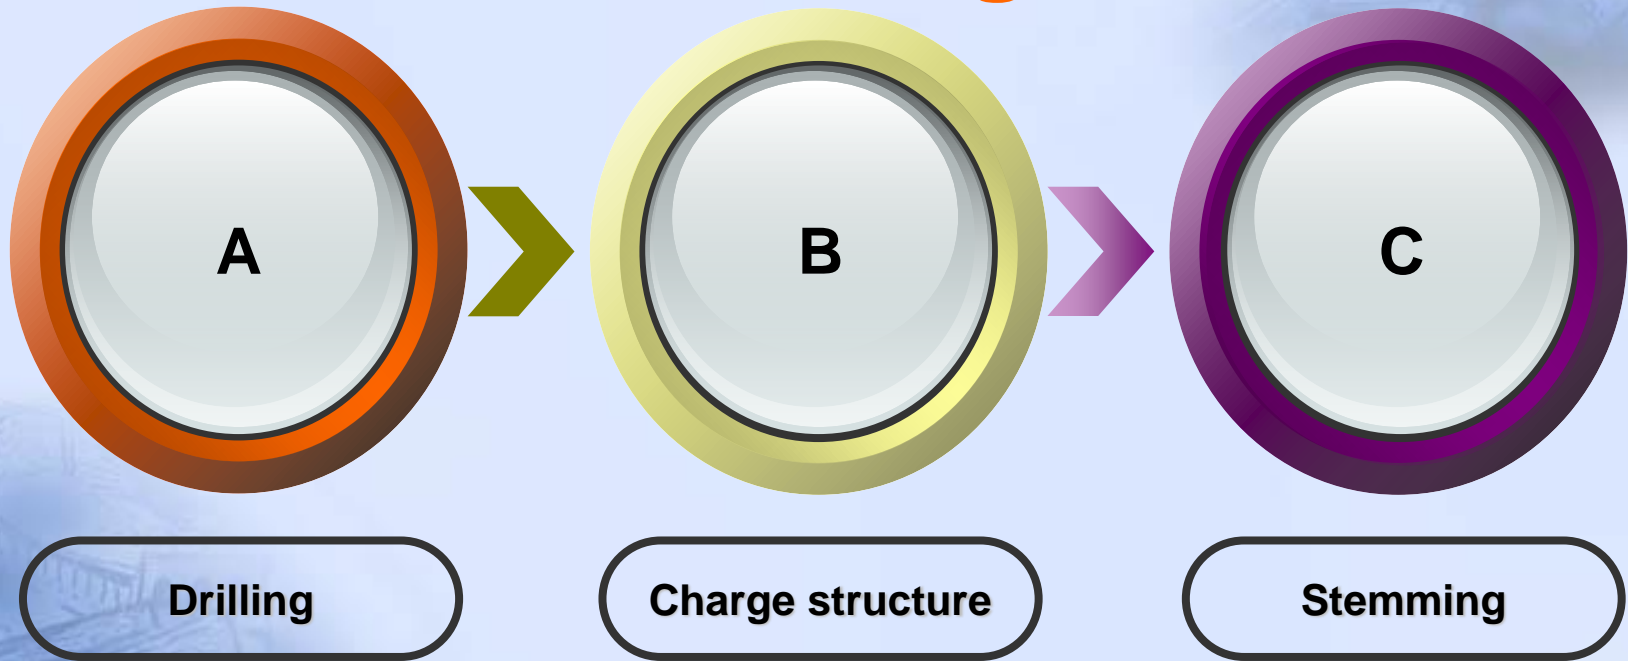 A
B
C
Drilling
Charge structure
Stemming